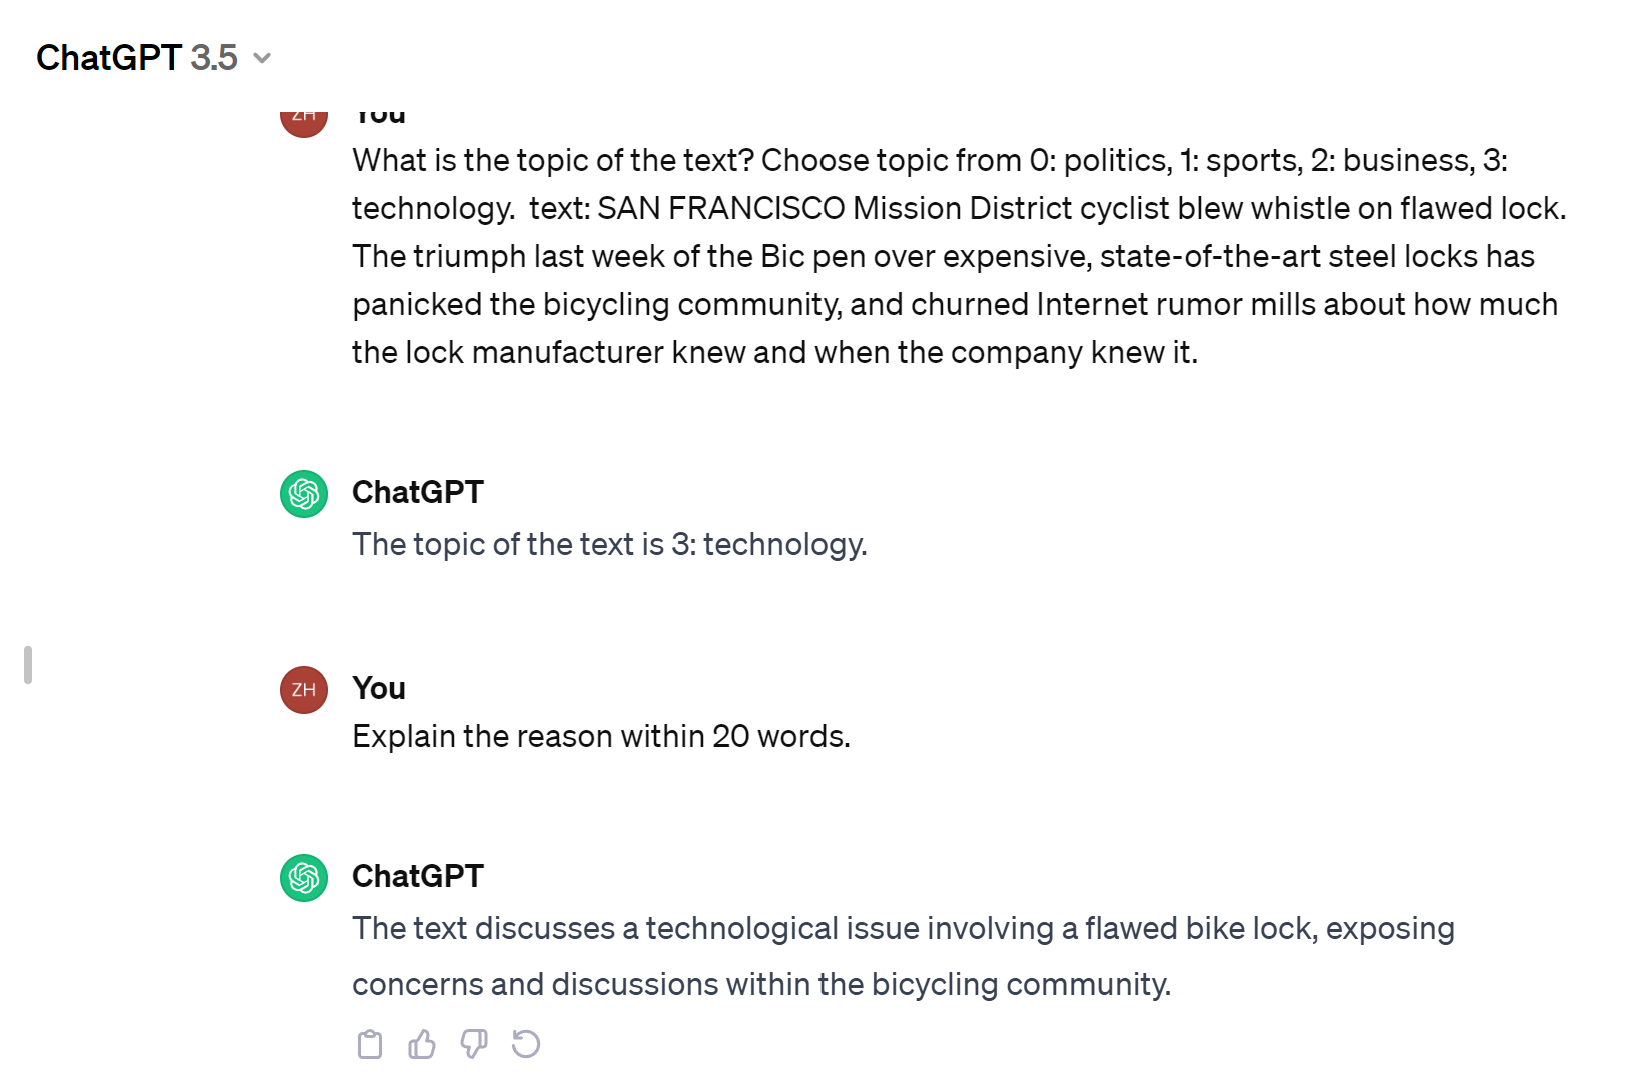 ChatGPT 3.5
ZH You
What is the topic of the text? Choose topic from 0: politics, 1: sports, 2: business, 3:
technology.  text: SAN FRANCISCO Mission District cyclist blew whistle on flawed lock.
The triumph last week of the Bic pen over expensive, state-of-the-art steel locks has
panicked the bicycling community, and churned Internet rumor mills about how much
the lock manufacturer knew and when the company knew it.
ChatGPT
The topic of the text is 3: technology.
ZH You
Explain the reason within 20 words.
ChatGPT
The text discusses a technological issue involving a flawed bike lock, exposing
concerns and discussions within the bicycling community.